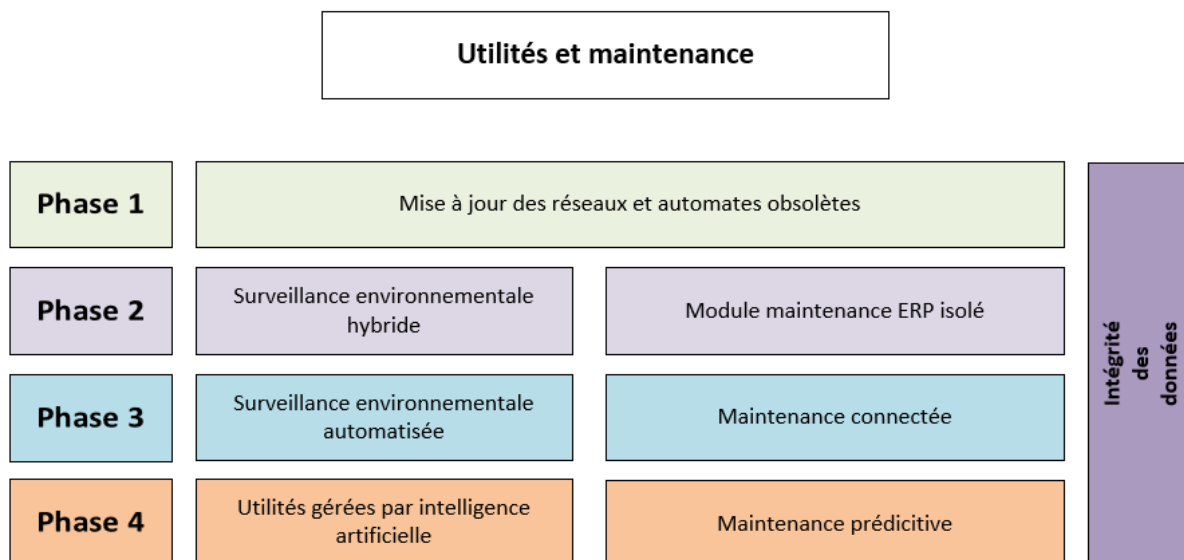 Utilités et maintenance
Phase 1
Mise à jour des réseaux et automates obsolètes
Phase 2
Surveillance environnementale
hybride
Module maintenance ERP isolé
Phase 3
Surveillance environnementale
automatisée
Maintenance connectée
Phase 4
Utilités gérées par intelligence
artificielle
Maintenance prédicitive
Intégrité
des
données